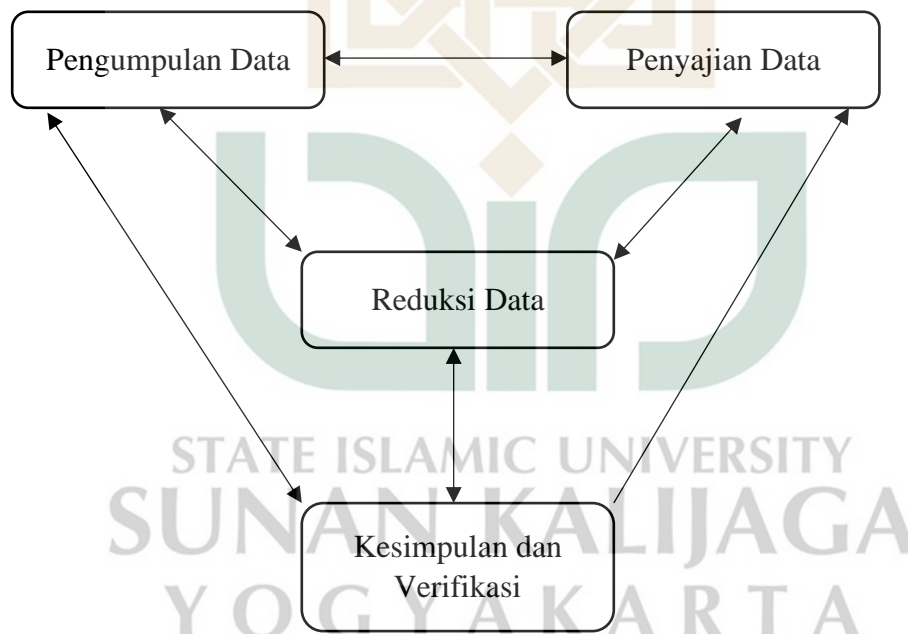 Pengumpulan Data
Penyajian Data
Reduksi Data
STATE ISLAMIC UNIVERSITY
SUNAN KALIJAGA
Kesimpulan dan
Verifikasi
YOGYAKARTA